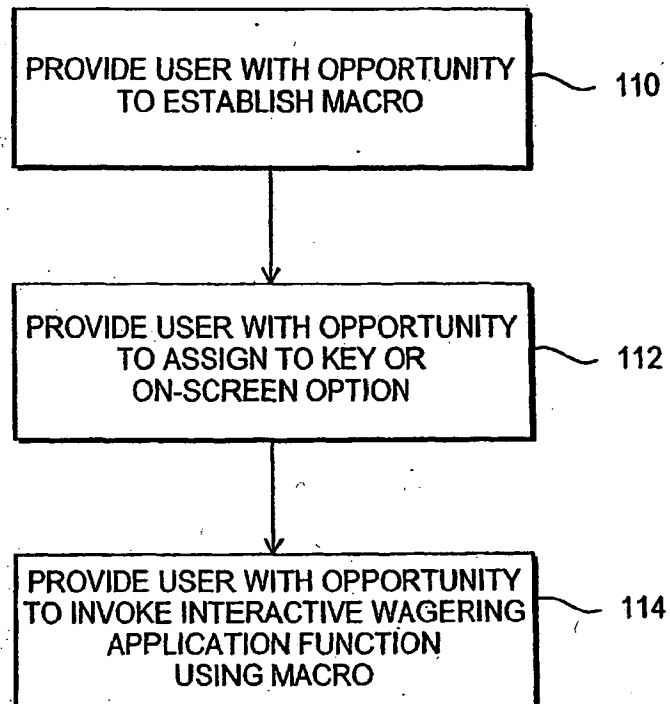 PROVIDE USER WITH OPPORTUNITY
TO ESTABLISH MACRO
110
PROVIDE USER WITH OPPORTUNITY
TO ASSIGN TO KEY OR
ON-SCREEN OPTION
112
PROVIDE USER WITH OPPORTUNITY
TO INVOKE INTERACTIVE WAGERING
APPLICATION FUNCTION
USING MACRO
114